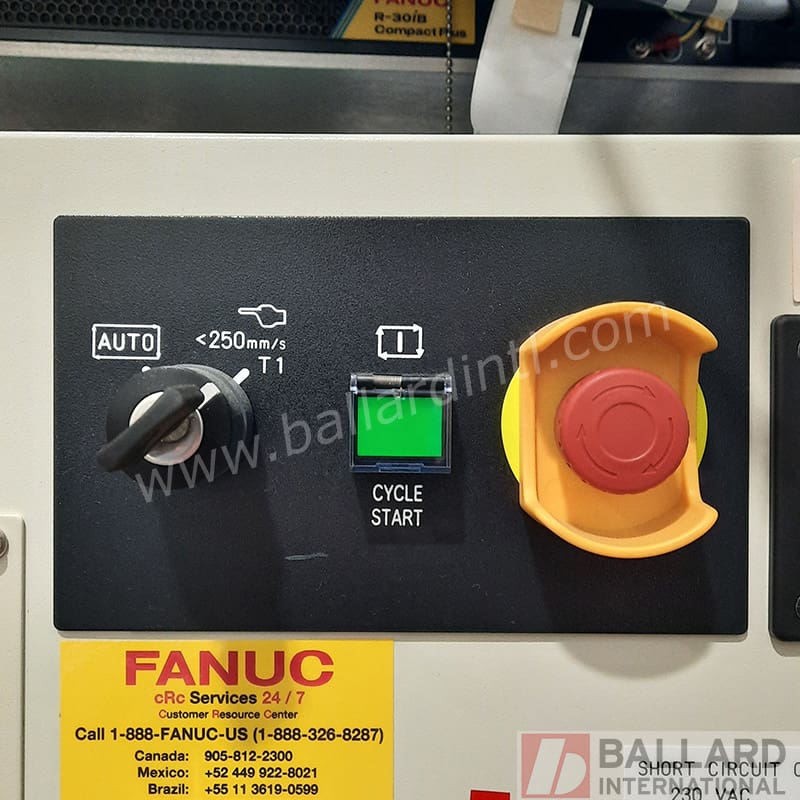 FANUC
R-30iB
Compact Plus
AUTO
<250mm/s
T1
CYCLE
START
www.ballardintl.com
FANUC
cRc Services 24 / 7
Customer Resource Center
Call 1-888-FANUC-US (1-888-326-8287)
Canada: 905-812-2300
Mexico: +52 449 922-8021
Brazil: +55 11 3619-0599
BALLARD
INTERNATIONAL
SHORT CIRCUIT C
230 VAC